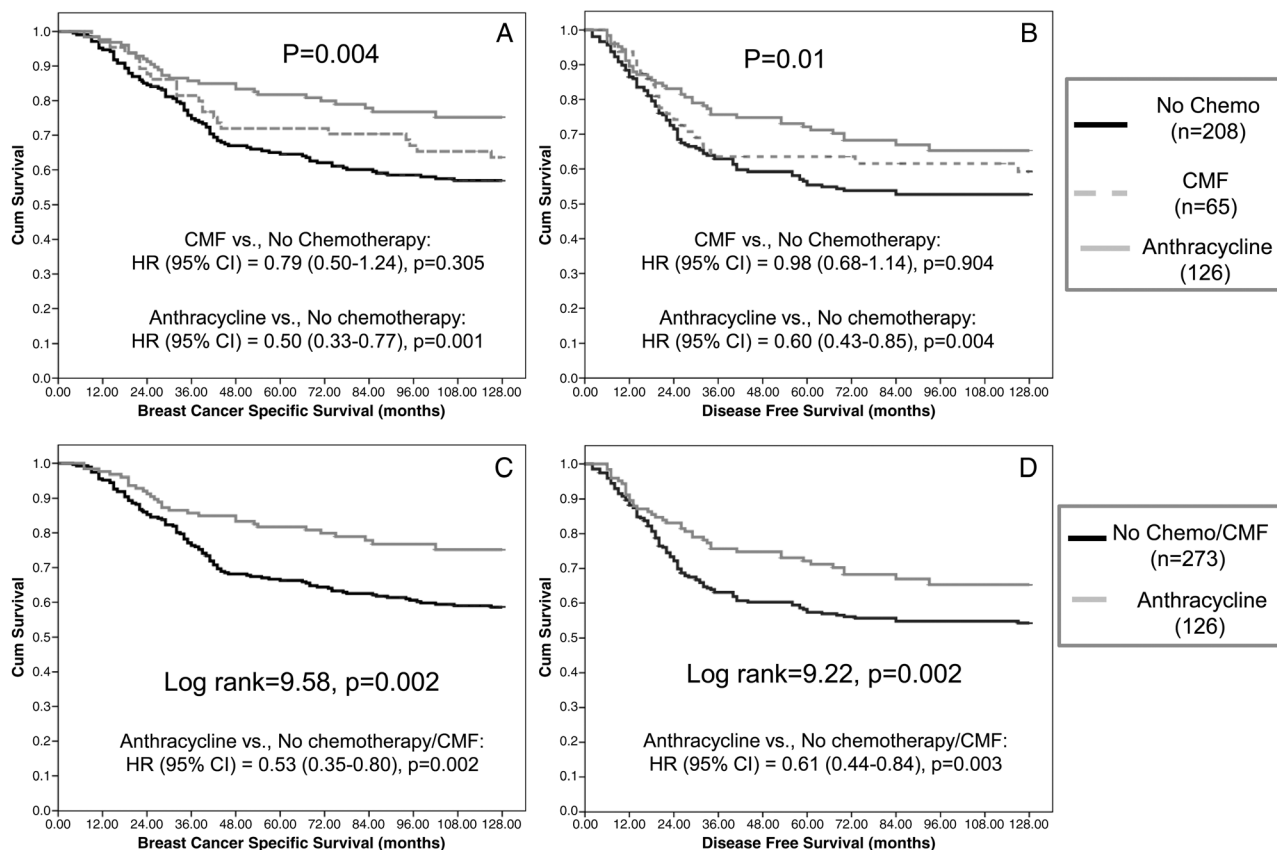 A
P=0.004
1.0
0.9
0.8
0.7
0.6
0.5
0.4
0.3
0.2
0.1
0.0
Cum Survival
CMF vs., No Chemotherapy:
HR (95% CI) = 0.79 (0.50-1.24), p=0.305
Anthracycline vs., No chemotherapy:
HR (95% CI) = 0.50 (0.33-0.77), p=0.001
0.00 12.00 24.00 36.00 48.00 60.00 72.00 84.00 96.00 108.00 128.00
Breast Cancer Specific Survival (months)
B
P=0.01
1.0
0.9
0.8
0.7
0.6
0.5
0.4
0.3
0.2
0.1
0.0
Cum Survival
CMF vs., No Chemotherapy:
HR (95% CI) = 0.98 (0.68-1.14), p=0.904
Anthracycline vs., No chemotherapy:
HR (95% CI) = 0.60 (0.43-0.85), p=0.004
0.00 12.00 24.00 36.00 48.00 60.00 72.00 84.00 96.00 108.00 128.00
Disease Free Survival (months)
No Chemo
(n=208)
CMF
(n=65)
Anthracycline
(126)
C
1.0
0.9
0.8
0.7
0.6
0.5
0.4
0.3
0.2
0.1
0.0
Cum Survival
Log rank=9.58, p=0.002
Anthracycline vs., No chemotherapy/CMF:
HR (95% CI) = 0.53 (0.35-0.80), p=0.002
0.00 12.00 24.00 36.00 48.00 60.00 72.00 84.00 96.00 108.00 128.00
Breast Cancer Specific Survival (months)
D
1.0
0.9
0.8
0.7
0.6
0.5
0.4
0.3
0.2
0.1
0.0
Cum Survival
Log rank=9.22, p=0.002
Anthracycline vs., No chemotherapy/CMF:
HR (95% CI) = 0.61 (0.44-0.84), p=0.003
0.00 12.00 24.00 36.00 48.00 60.00 72.00 84.00 96.00 108.00 128.00
Disease Free Survival (months)
No Chemo/CMF
(n=273)
Anthracycline
(126)